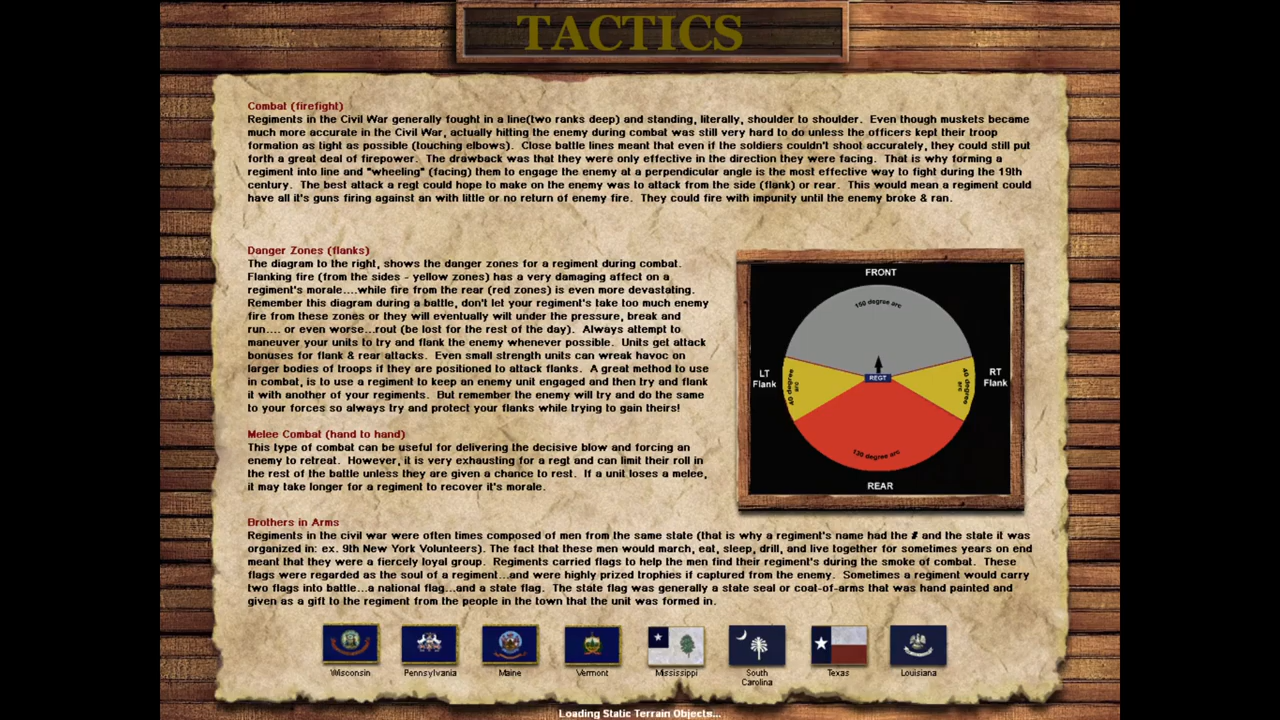 TACTICS
Combat (firefight)
Regiments in the Civil War generally fought in a line(two ranks deep) and standing, literally, shoulder to shoulder. Even though muskets became
much more accurate in the Civil War, actually hitting the enemy during combat was still very hard to do unless the officers kept their troop
formation as tight as possible (touching elbows). Close battle lines meant that even if the soldiers couldn't shoot accurately, they could still put
forth a great deal of firepower. The drawback was that they were only effective in the direction they were facing. That is why forming a
regiment into line and "wheeling" (facing) them to engage the enemy at a perpendicular angle is the most effective way to fight during the 19th
century. The best attack a regt could hope to make on the enemy was to attack from the side (flank) or rear. This would mean a regiment could
have all it's guns firing against an with little or no return of enemy fire. They could fire with impunity until the enemy broke & ran.
Danger Zones (flanks)
The diagram to the right, shows the danger zones for a regiment during combat.
Flanking fire (from the sides - yellow zones) has a very damaging affect on a
regiment's morale....while fire from the rear (red zones) is even more devastating.
Remember this diagram during a battle, don't let your regiment's take too much enemy
fire from these zones or they will eventually wilt under the pressure, break and
run.... or even worse...rout (be lost for the rest of the day). Always attempt to
maneuver your units to try and flank the enemy whenever possible. Units get attack
bonuses for flank & rear attacks. Even small strength units can wreak havoc on
larger bodies of troops if they are positioned to attack flanks. A great method to use
in combat, is to use a regiment to keep an enemy unit engaged and then try and flank
it with another of your regiments. But remember the enemy will try and do the same
to your forces so always try and protect your flanks while trying to gain theirs!
FRONT
160 degree arc
LT
Flank
40 degree
arc
REGT
40 degree
arc
RT
Flank
120 degree arc
REAR
Melee Combat (hand to hand)
This type of combat can be useful for delivering the decisive blow and forcing an
enemy to retreat. However, it is very exhausting for a regt and can limit their roll in
the rest of the battle unless they are given a chance to rest. If a unit loses a melee,
it may take longer for a regiment to recover it's morale.
Brothers in Arms
Regiments in the civil war were often times composed of men from the same state (that is why a regiment's name had the # and the state it was
organized in: ex. 9th New York Volunteers). The fact that these men would march, eat, sleep, drill, and live together for sometimes years on end
meant that they were a fiercely loyal group. Regiments carried flags to help the men find their regiment's during the smoke of combat. These
flags were regarded as the soul of a regiment...and were highly prized trophies if captured from the enemy. Sometimes a regiment would carry
two flags into battle...a national flag...and a state flag. The state flag was generally a state seal or coat-of-arms that was hand painted and
given as a gift to the regiment from the people in the town that the unit was formed in.
Wisconsin
Pennsylvania
Maine
Vermont
Mississippi
South
Carolina
Texas
Louisiana
Loading Static Terrain Objects...